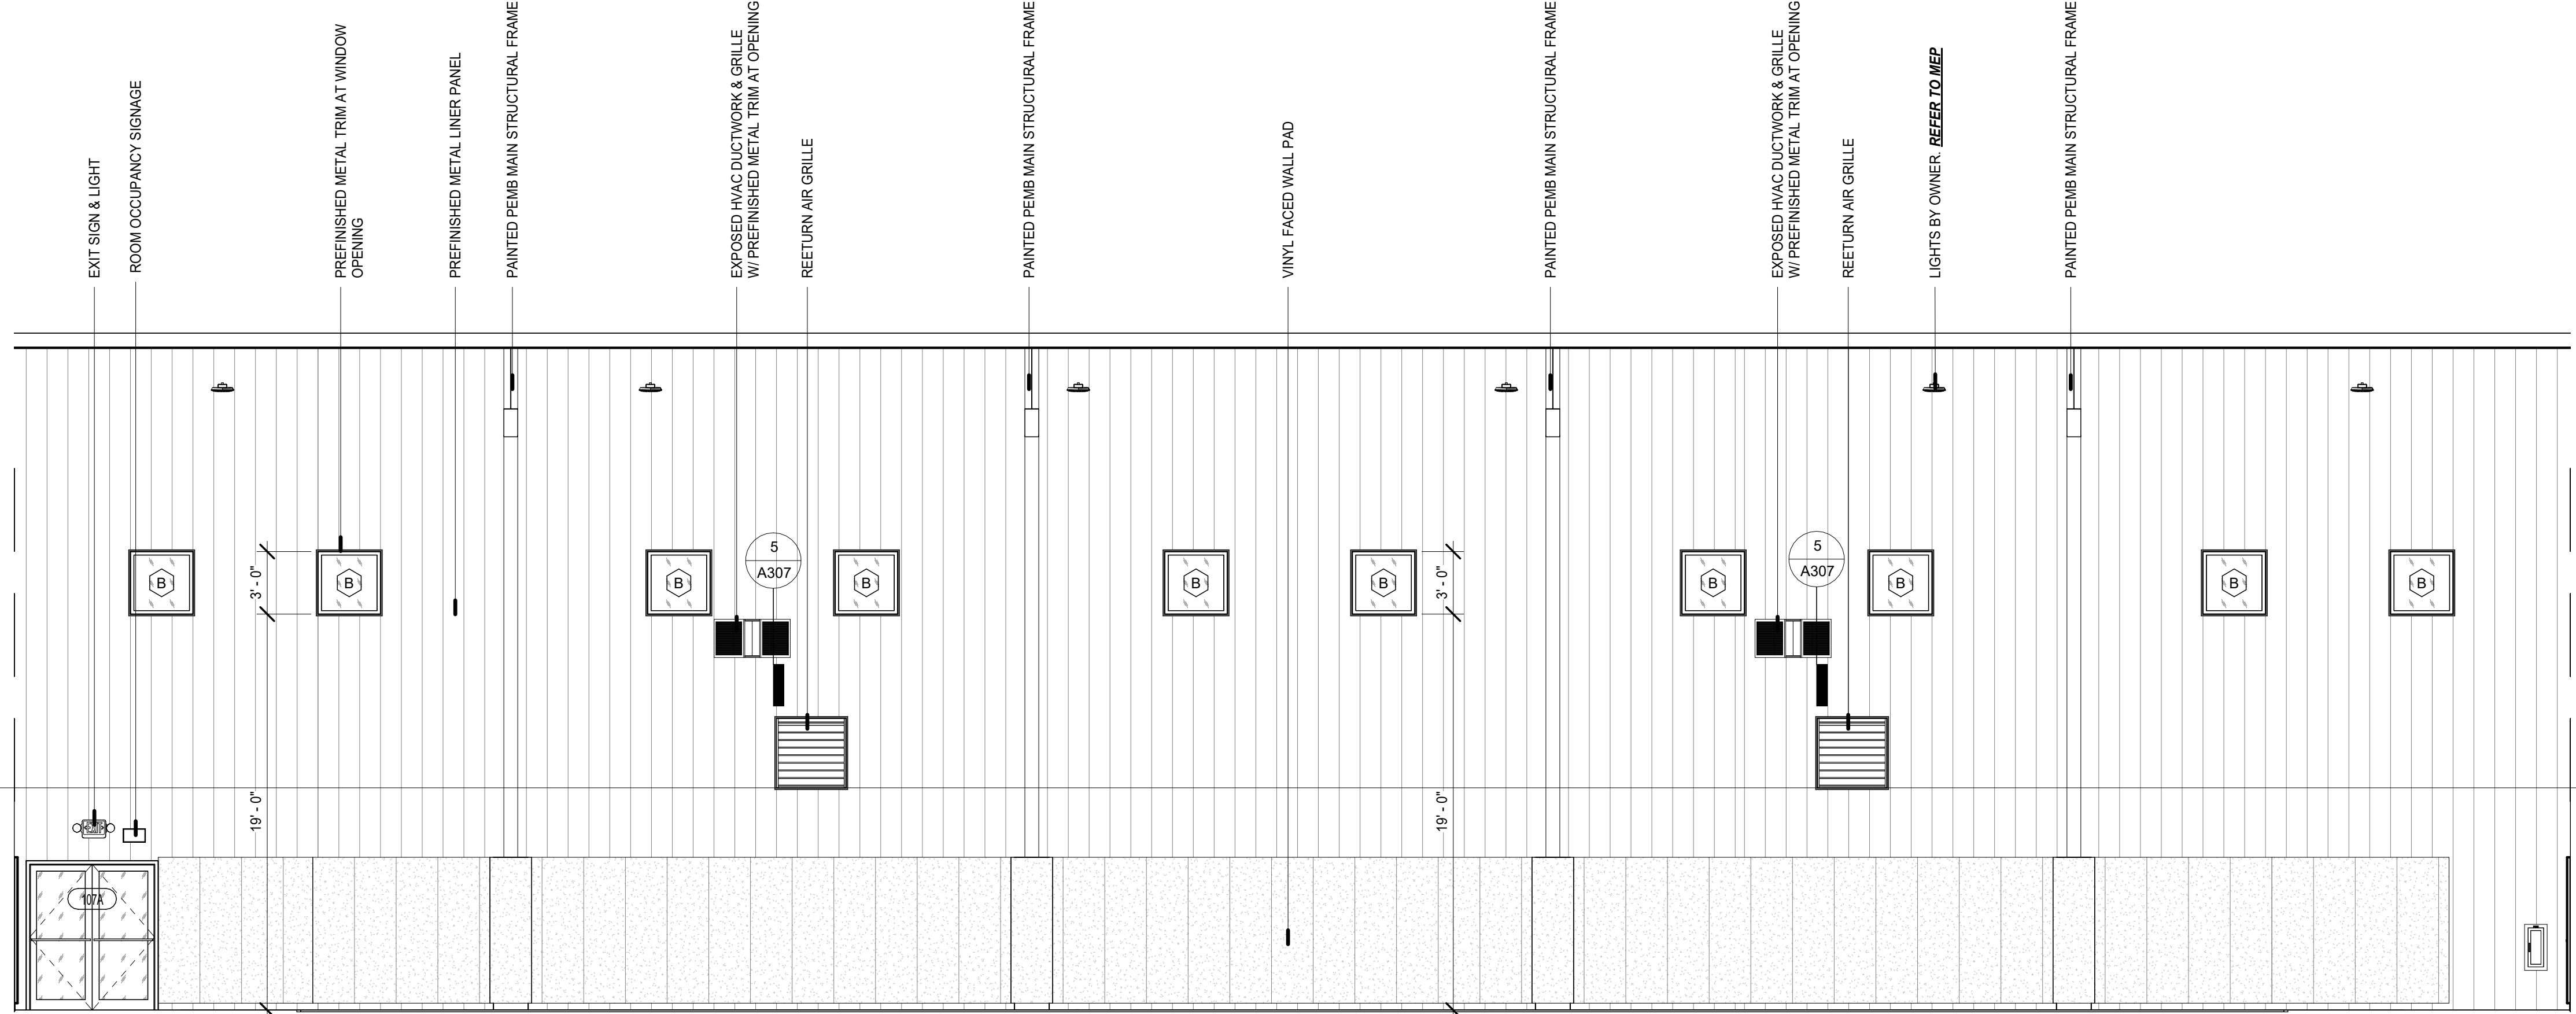 EXIT SIGN & LIGHT
ROOM OCCUPANCY SIGNAGE
PREFINISHED METAL TRIM AT WINDOW
OPENING
PREFINISHED METAL LINER PANEL
PAINTED PEMB MAIN STRUCTURAL FRAME
EXPOSED HVAC DUCTWORK & GRILLE
W/ PREFINISHED METAL TRIM AT OPENING
REETURN AIR GRILLE
PAINTED PEMB MAIN STRUCTURAL FRAME
VINYL FACED WALL PAD
PAINTED PEMB MAIN STRUCTURAL FRAME
EXPOSED HVAC DUCTWORK & GRILLE
W/ PREFINISHED METAL TRIM AT OPENING
REETURN AIR GRILLE
LIGHTS BY OWNER. REFER TO MEP
PAINTED PEMB MAIN STRUCTURAL FRAME
B
3' - 0"
B
B
5
A307
B
B
B
3' - 0"
B
5
A307
B
B
B
19' - 0"
19' - 0"
EXIT
107A